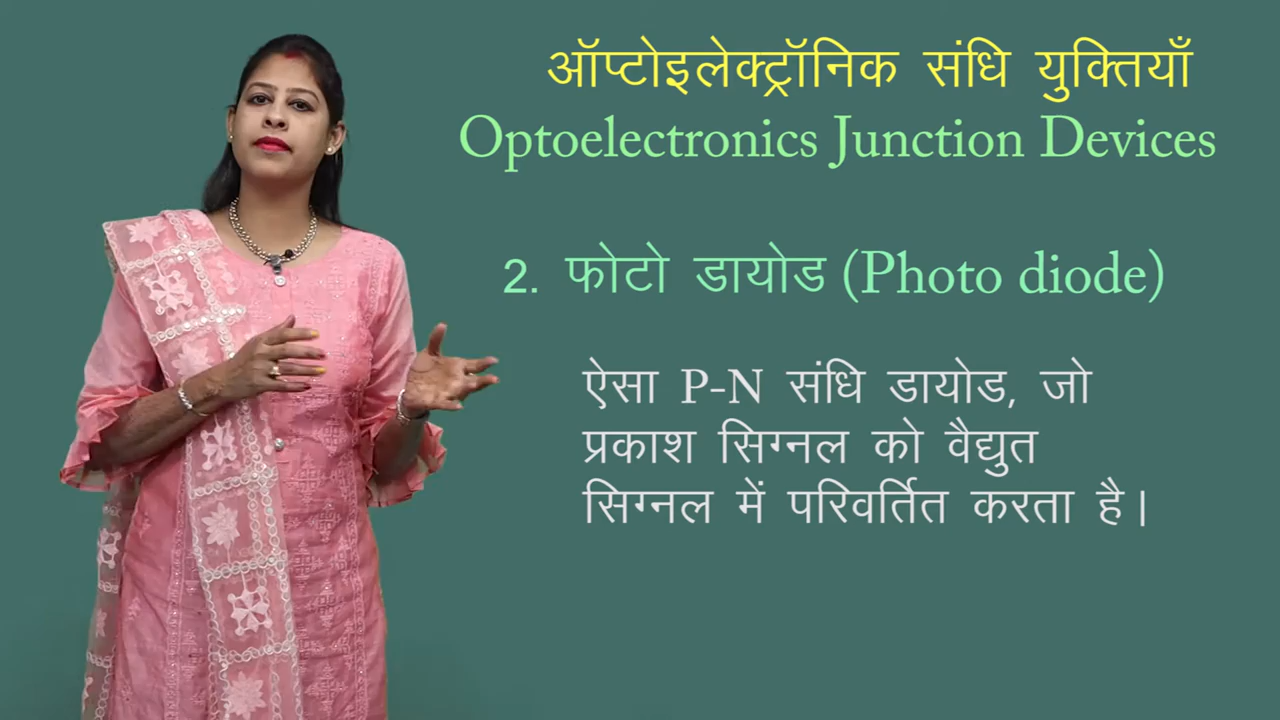 ऑप्टोइलेक्ट्रॉनिक संधि युक्तियाँ
Optoelectronics Junction Devices
2. फोटो डायोड (Photo diode)
ऐसा P-N संधि डायोड, जो
प्रकाश सिग्नल को वैद्युत
सिग्नल में परिवर्तित करता है।